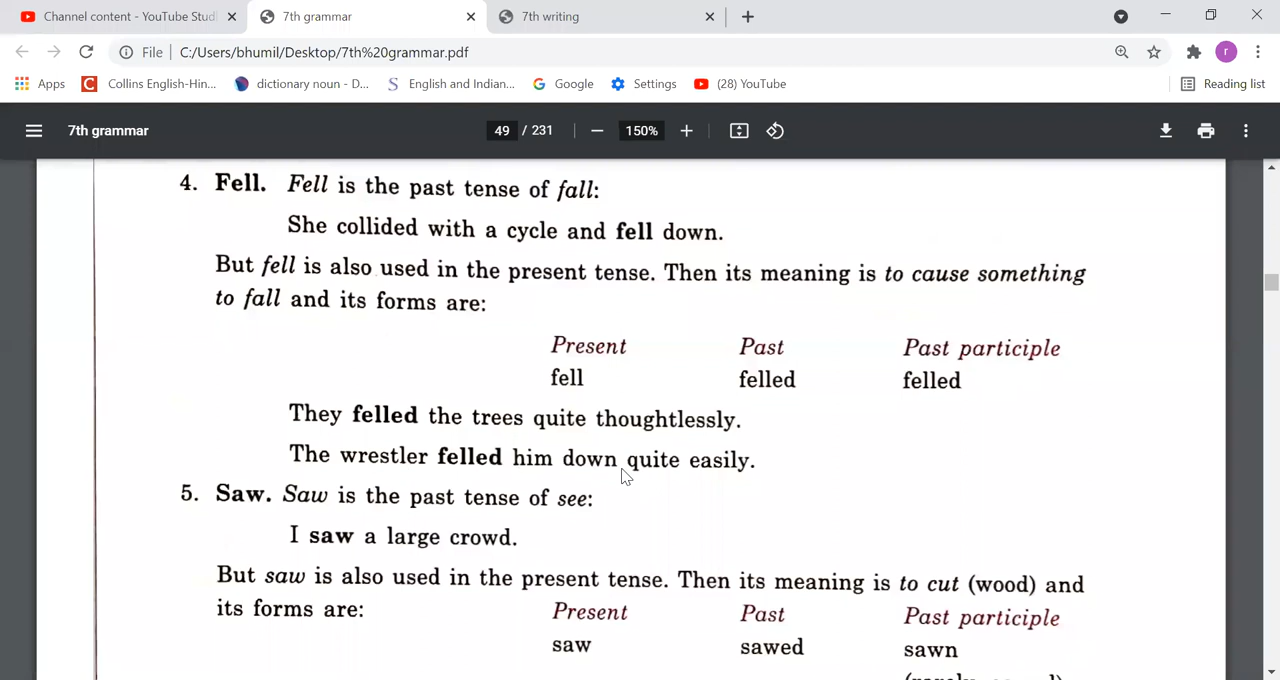 Channel content - YouTube Stud
7th grammar
7th writing
File | C:/Users/bhumil/Desktop/7th%20grammar.pdf
r
Apps
Collins English-Hin...
dictionary noun - D...
English and Indian...
Google
Settings
(28) YouTube
Reading list
7th grammar
49 / 231
150%
4. Fell. Fell is the past tense of fall:
She collided with a cycle and fell down.
But fell is also used in the present tense. Then its meaning is to cause something
to fall and its forms are:
Present Past Past participle
fell felled felled
They felled the trees quite thoughtlessly.
The wrestler felled him down quite easily.
5. Saw. Saw is the past tense of see:
I saw a large crowd.
But saw is also used in the present tense. Then its meaning is to cut (wood) and
its forms are:
Present Past Past participle
saw sawed sawn